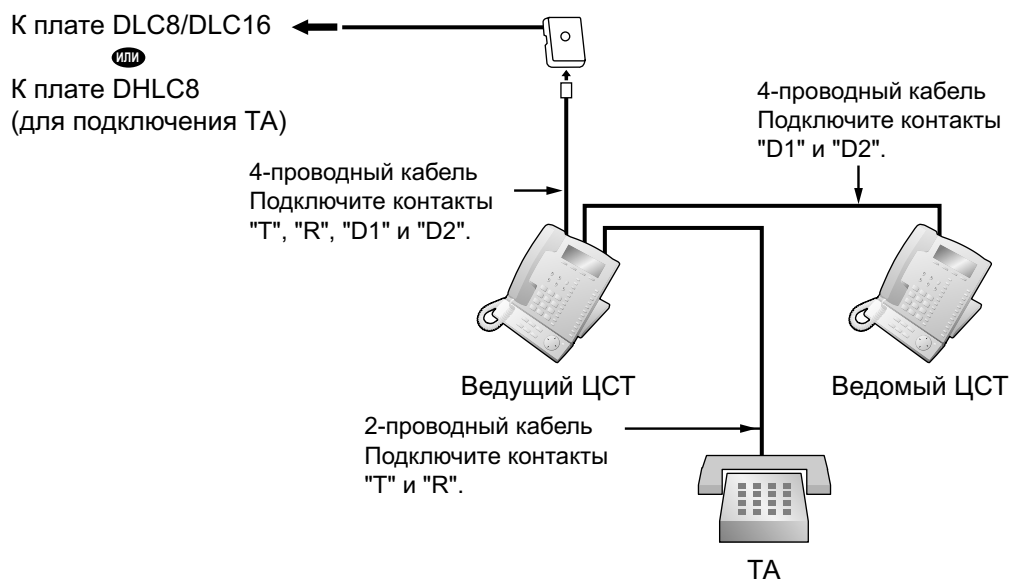 К плате DLC8/DLC16
или
К плате DHLC8
(для подключения ТА)
4-проводный кабель
Подключите контакты
"D1" и "D2".
4-проводный кабель
Подключите контакты
"T", "R", "D1" и "D2".
Ведущий ЦСТ
Ведомый ЦСТ
2-проводный кабель
Подключите контакты
"T" и "R".
ТА